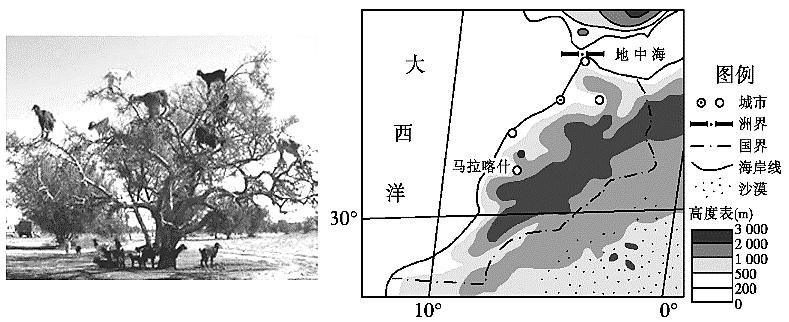 大
西
洋
地中海
马拉喀什
30°
10°
0°
图例
城市
洲界
国界
海岸线
沙漠
高度表(m)
3 000
2 000
1 000
500
200
0